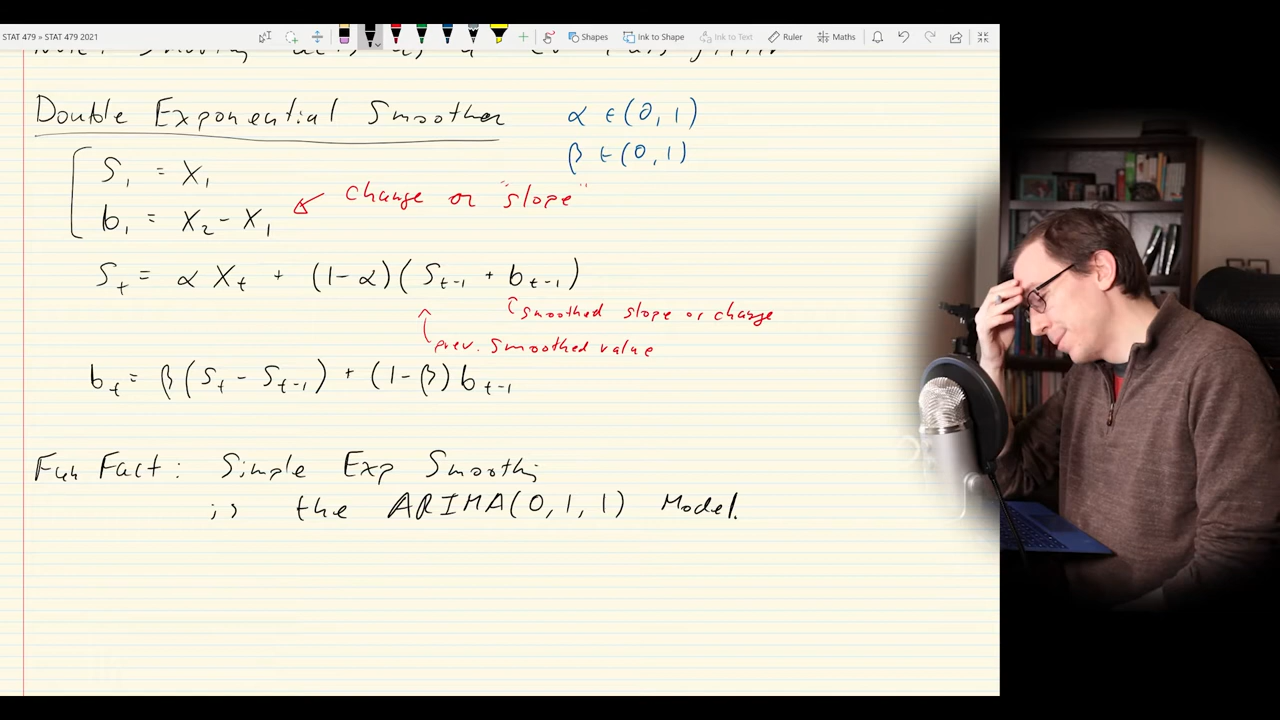 STAT 479 » STAT 479 2021
Shapes
Ink to Shape
Ink to Text
Ruler
Maths
Double Exponential Smoother
α ∈ (0, 1)
β ∈ (0, 1)
S₁ = X₁
b₁ = X₂ - X₁
change or "slope"
Sₜ = α Xₜ + (1-α)(Sₜ₋₁ + bₜ₋₁)
smoothed slope or change
prev. smoothed value
bₜ = β(Sₜ - Sₜ₋₁) + (1-β) bₜ₋₁
Fun Fact: Simple Exp Smoothing
is the ARIMA(0, 1, 1) Model.